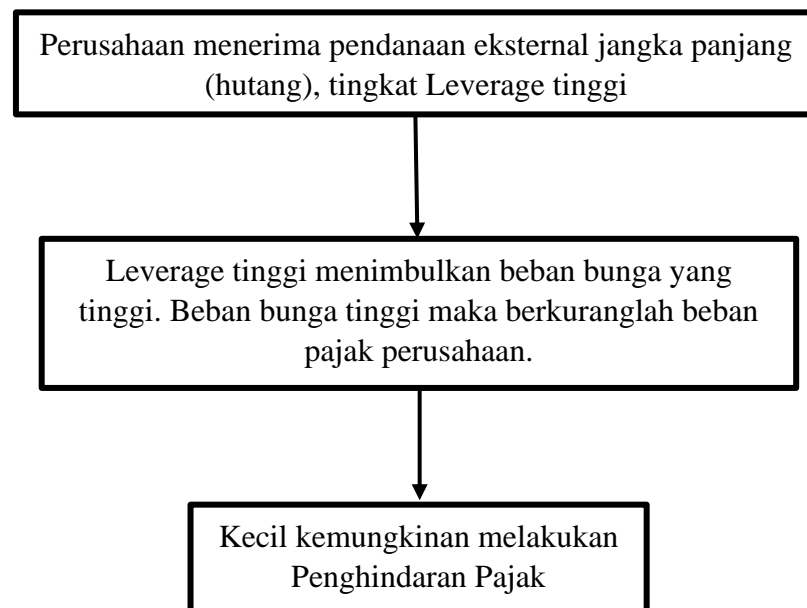 Perusahaan menerima pendanaan eksternal jangka panjang
(hutang), tingkat Leverage tinggi
Leverage tinggi menimbulkan beban bunga yang
tinggi. Beban bunga tinggi maka berkuranglah beban
pajak perusahaan.
Kecil kemungkinan melakukan
Penghindaran Pajak